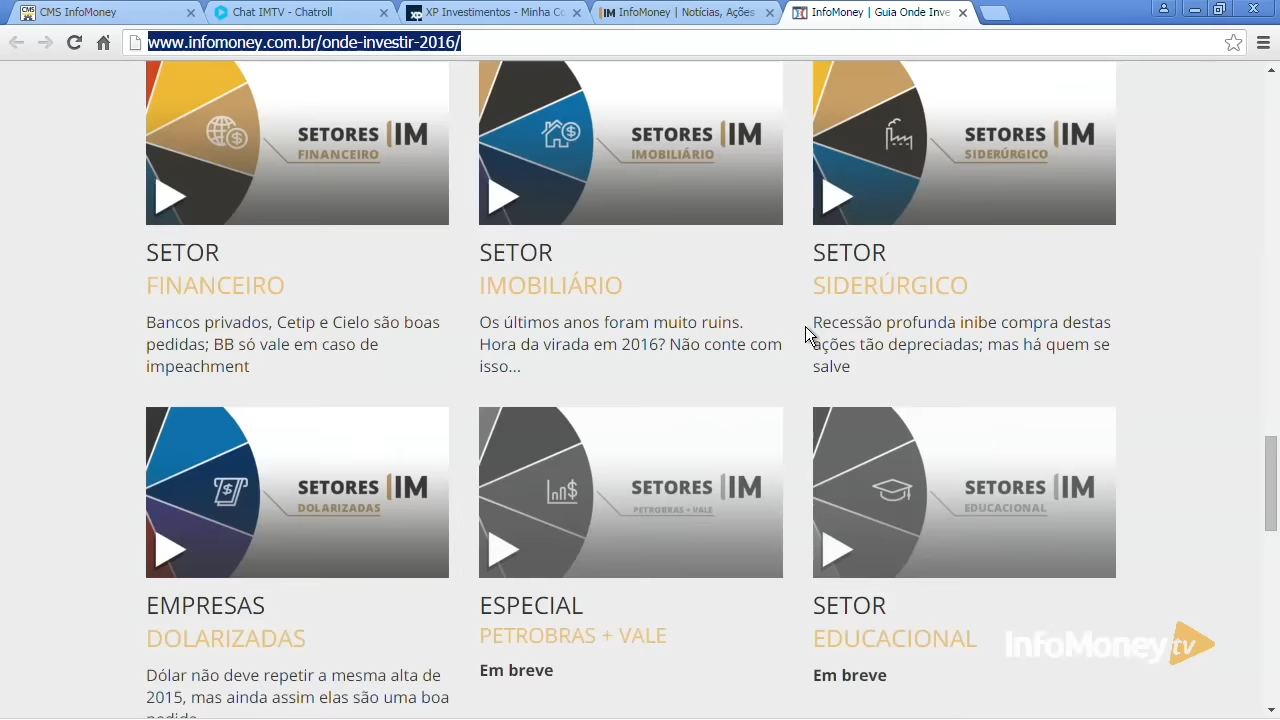 CMS InfoMoney
Chat IMTV - Chatroll
XP Investimentos - Minha Co
InfoMoney | Notícias, Ações
InfoMoney | Guia Onde Inve
www.infomoney.com.br/onde-investir-2016/
SETORES IM
FINANCEIRO
SETORES IM
IMOBILIÁRIO
SETORES IM
SIDERÚRGICO
SETOR
FINANCEIRO
Bancos privados, Cetip e Cielo são boas
pedidas; BB só vale em caso de
impeachment
SETOR
IMOBILIÁRIO
Os últimos anos foram muito ruins.
Hora da virada em 2016? Não conte com
isso...
SETOR
SIDERÚRGICO
Recessão profunda inibe compra destas
ações tão depreciadas; mas há quem se
salve
SETORES IM
DOLARIZADAS
SETORES IM
PETROBRAS + VALE
SETORES IM
EDUCACIONAL
EMPRESAS
DOLARIZADAS
Dólar não deve repetir a mesma alta de
2015, mas ainda assim elas são uma boa
pedida
ESPECIAL
PETROBRAS + VALE
Em breve
SETOR
EDUCACIONAL
Em breve
InfoMoney tv